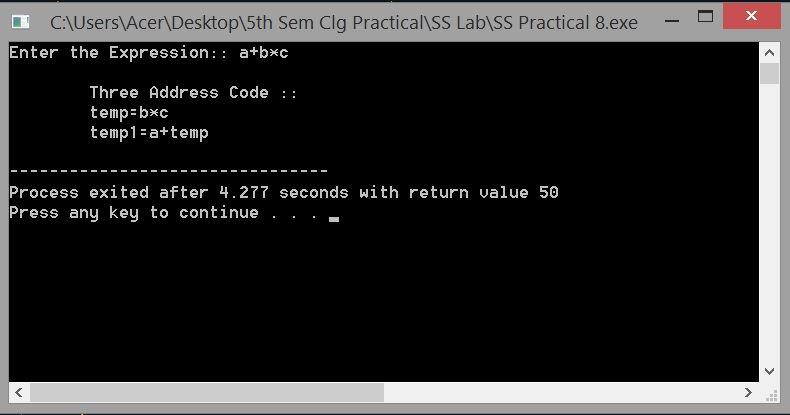 C:\Users\Acer\Desktop\5th Sem Clg Practical\SS Lab\SS Practical 8.exe
Enter the Expression:: a+b*c
Three Address Code ::
temp=b*c
temp1=a+temp
--------------------------------
Process exited after 4.277 seconds with return value 50
Press any key to continue . . .